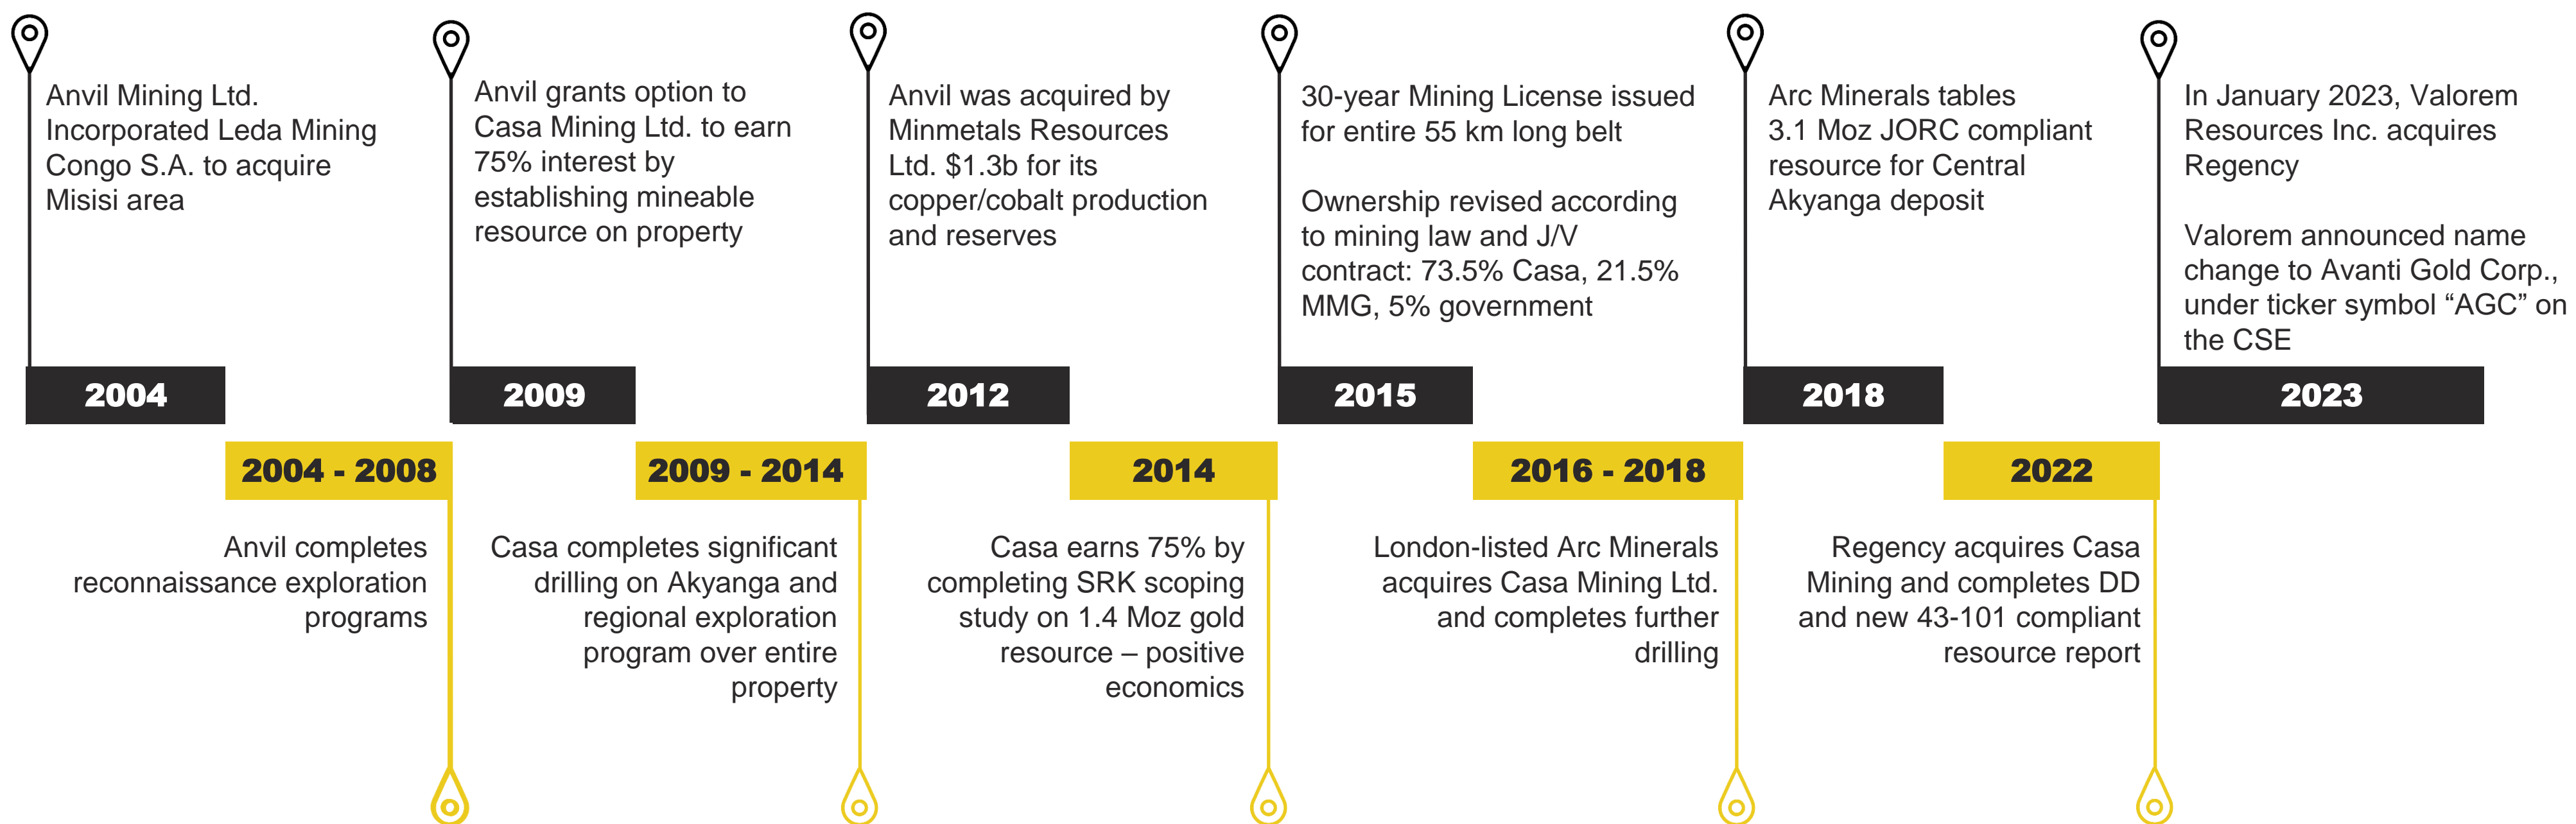 Anvil Mining Ltd.
Incorporated Leda Mining
Congo S.A. to acquire
Misisi area
2004
2004 - 2008
Anvil completes
reconnaissance exploration
programs
Anvil grants option to
Casa Mining Ltd. to earn
75% interest by
establishing mineable
resource on property
2009
2009 - 2014
Casa completes significant
drilling on Akyanga and
regional exploration
program over entire
property
Anvil was acquired by
Minmetals Resources
Ltd. $1.3b for its
copper/cobalt production
and reserves
2012
2014
Casa earns 75% by
completing SRK scoping
study on 1.4 Moz gold
resource – positive
economics
30-year Mining License issued
for entire 55 km long belt
Ownership revised according
to mining law and J/V
contract: 73.5% Casa, 21.5%
MMG, 5% government
2015
2016 - 2018
London-listed Arc Minerals
acquires Casa Mining Ltd.
and completes further
drilling
Arc Minerals tables
3.1 Moz JORC compliant
resource for Central
Akyanga deposit
2018
2022
Regency acquires Casa
Mining and completes DD
and new 43-101 compliant
resource report
In January 2023, Valorem
Resources Inc. acquires
Regency
Valorem announced name
change to Avanti Gold Corp.,
under ticker symbol “AGC” on
the CSE
2023